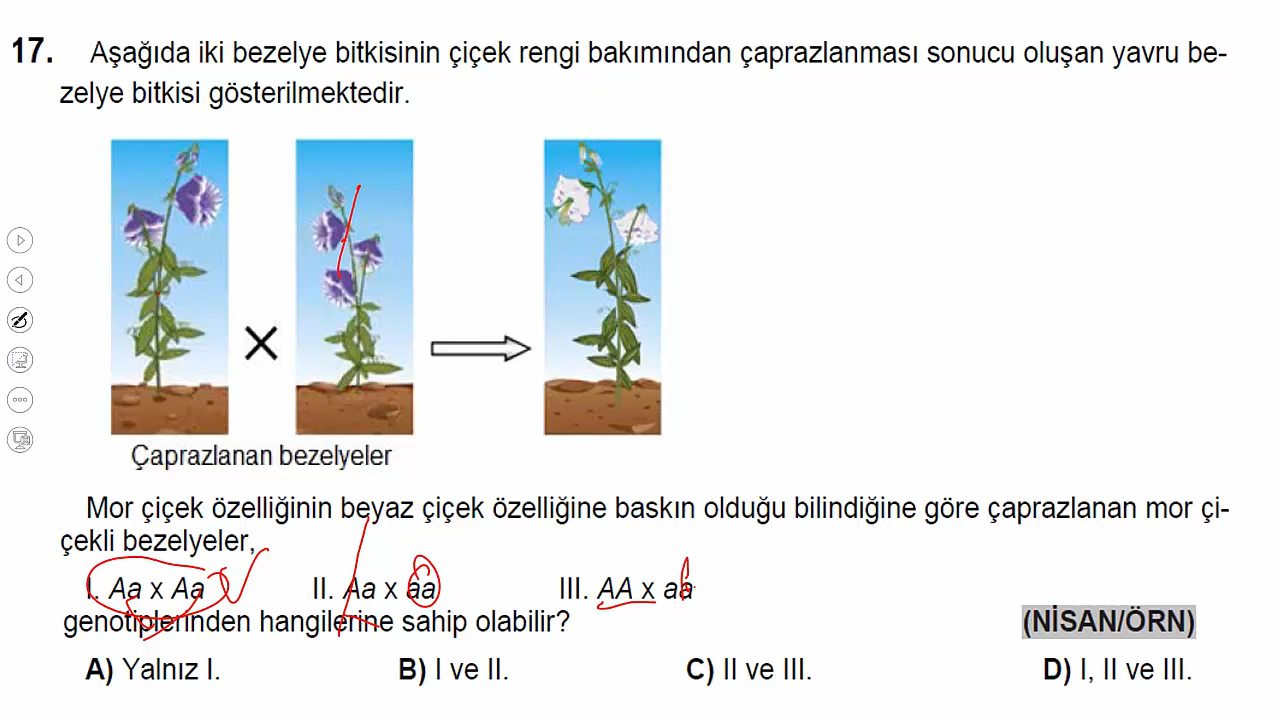 17. Aşağıda iki bezelye bitkisinin çiçek rengi bakımından çaprazlanması sonucu oluşan yavru be-
zelye bitkisi gösterilmektedir.
Çaprazlanan bezelyeler
Mor çiçek özelliğinin beyaz çiçek özelliğine baskın olduğu bilindiğine göre çaprazlanan mor çi-
çekli bezelyeler,
I. Aa x Aa II. Aa x aa III. AA x aa
genotiplerinden hangilerine sahip olabilir? (NİSAN/ÖRN)
A) Yalnız I. B) I ve II. C) II ve III. D) I, II ve III.